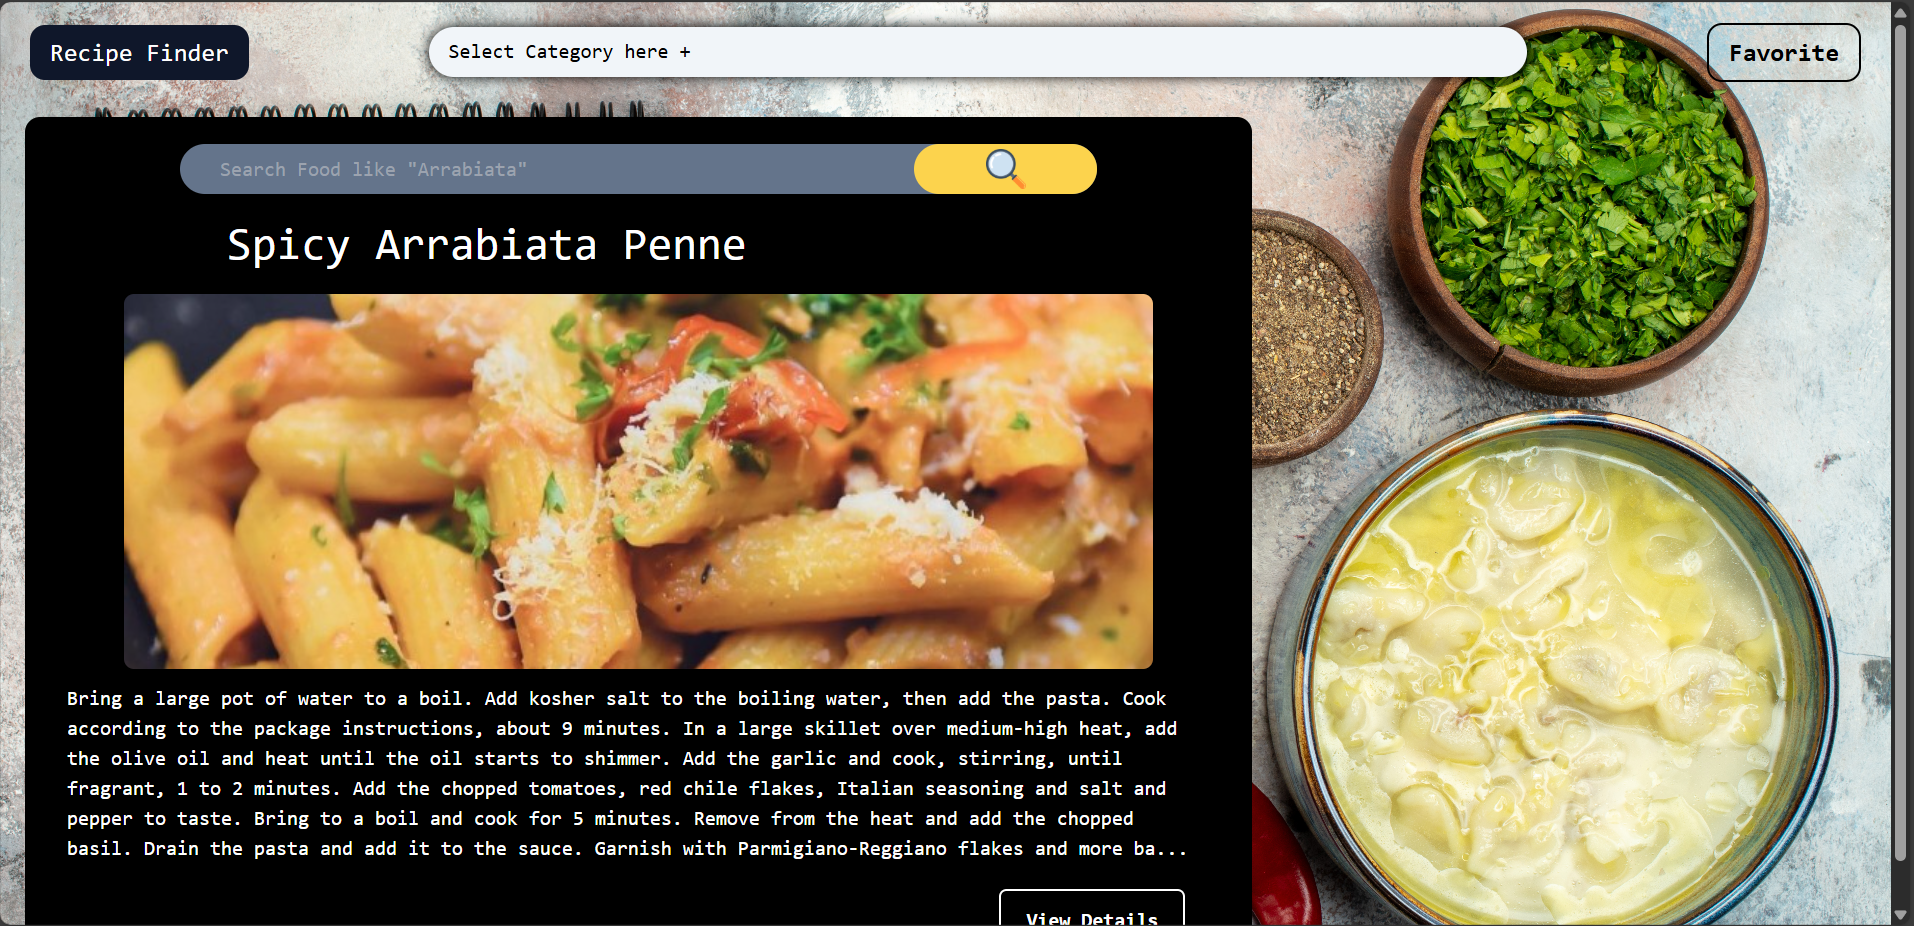 Recipe Finder
Select Category here +
Favorite
Search Food like "Arrabiata"
Spicy Arrabiata Penne
Bring a large pot of water to a boil. Add kosher salt to the boiling water, then add the pasta. Cook
according to the package instructions, about 9 minutes. In a large skillet over medium-high heat, add
the olive oil and heat until the oil starts to shimmer. Add the garlic and cook, stirring, until
fragrant, 1 to 2 minutes. Add the chopped tomatoes, red chile flakes, Italian seasoning and salt and
pepper to taste. Bring to a boil and cook for 5 minutes. Remove from the heat and add the chopped
basil. Drain the pasta and add it to the sauce. Garnish with Parmigiano-Reggiano flakes and more ba...
View Details